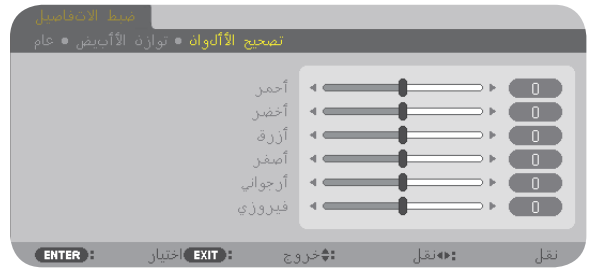 ضبط الاتفاصيل
عام ● توازن الأأبيض ● تصحيح الأألوان
أحمر 0
أخضر 0
أزرق 0
أصفر 0
أرجواني 0
فيروزي 0
ENTER : اختيار EXIT : خروج : نقل : نقل